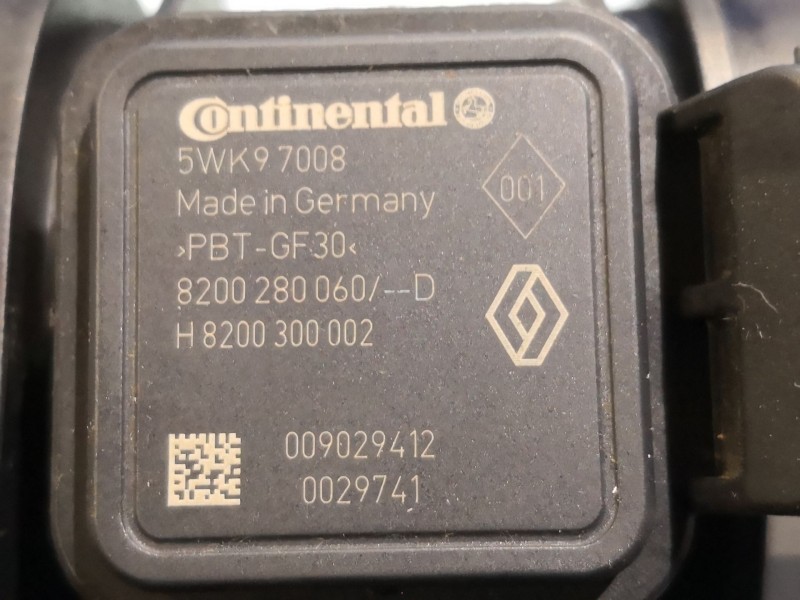 Continental
5WK9 7008
001
Made in Germany
>PBT-GF30<
8200 280 060/--D
H 8200 300 002
009029412
0029741